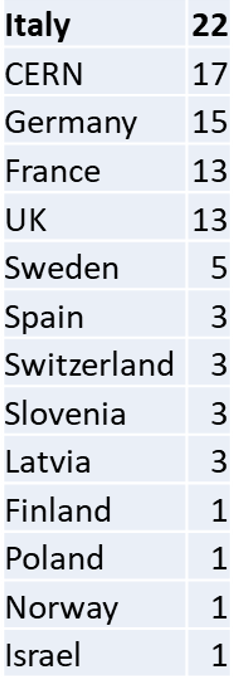 Italy 22
CERN 17
Germany 15
France 13
UK 13
Sweden 5
Spain 3
Switzerland 3
Slovenia 3
Latvia 3
Finland 1
Poland 1
Norway 1
Israel 1